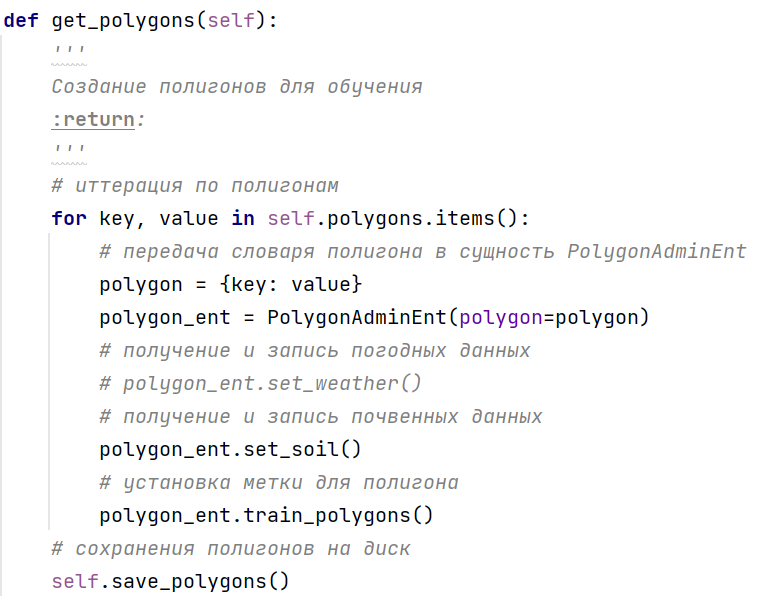 def get_polygons(self):
    '''
    Создание полигонов для обучения
    :return:
    '''
    # иттерация по полигонам
    for key, value in self.polygons.items():
        # передача словаря полигона в сущность PolygonAdminEnt
        polygon = {key: value}
        polygon_ent = PolygonAdminEnt(polygon=polygon)
        # получение и запись погодных данных
        # polygon_ent.set_weather()
        # получение и запись почвенных данных
        polygon_ent.set_soil()
        # установка метки для полигона
        polygon_ent.train_polygons()
    # сохранения полигонов на диск
    self.save_polygons()